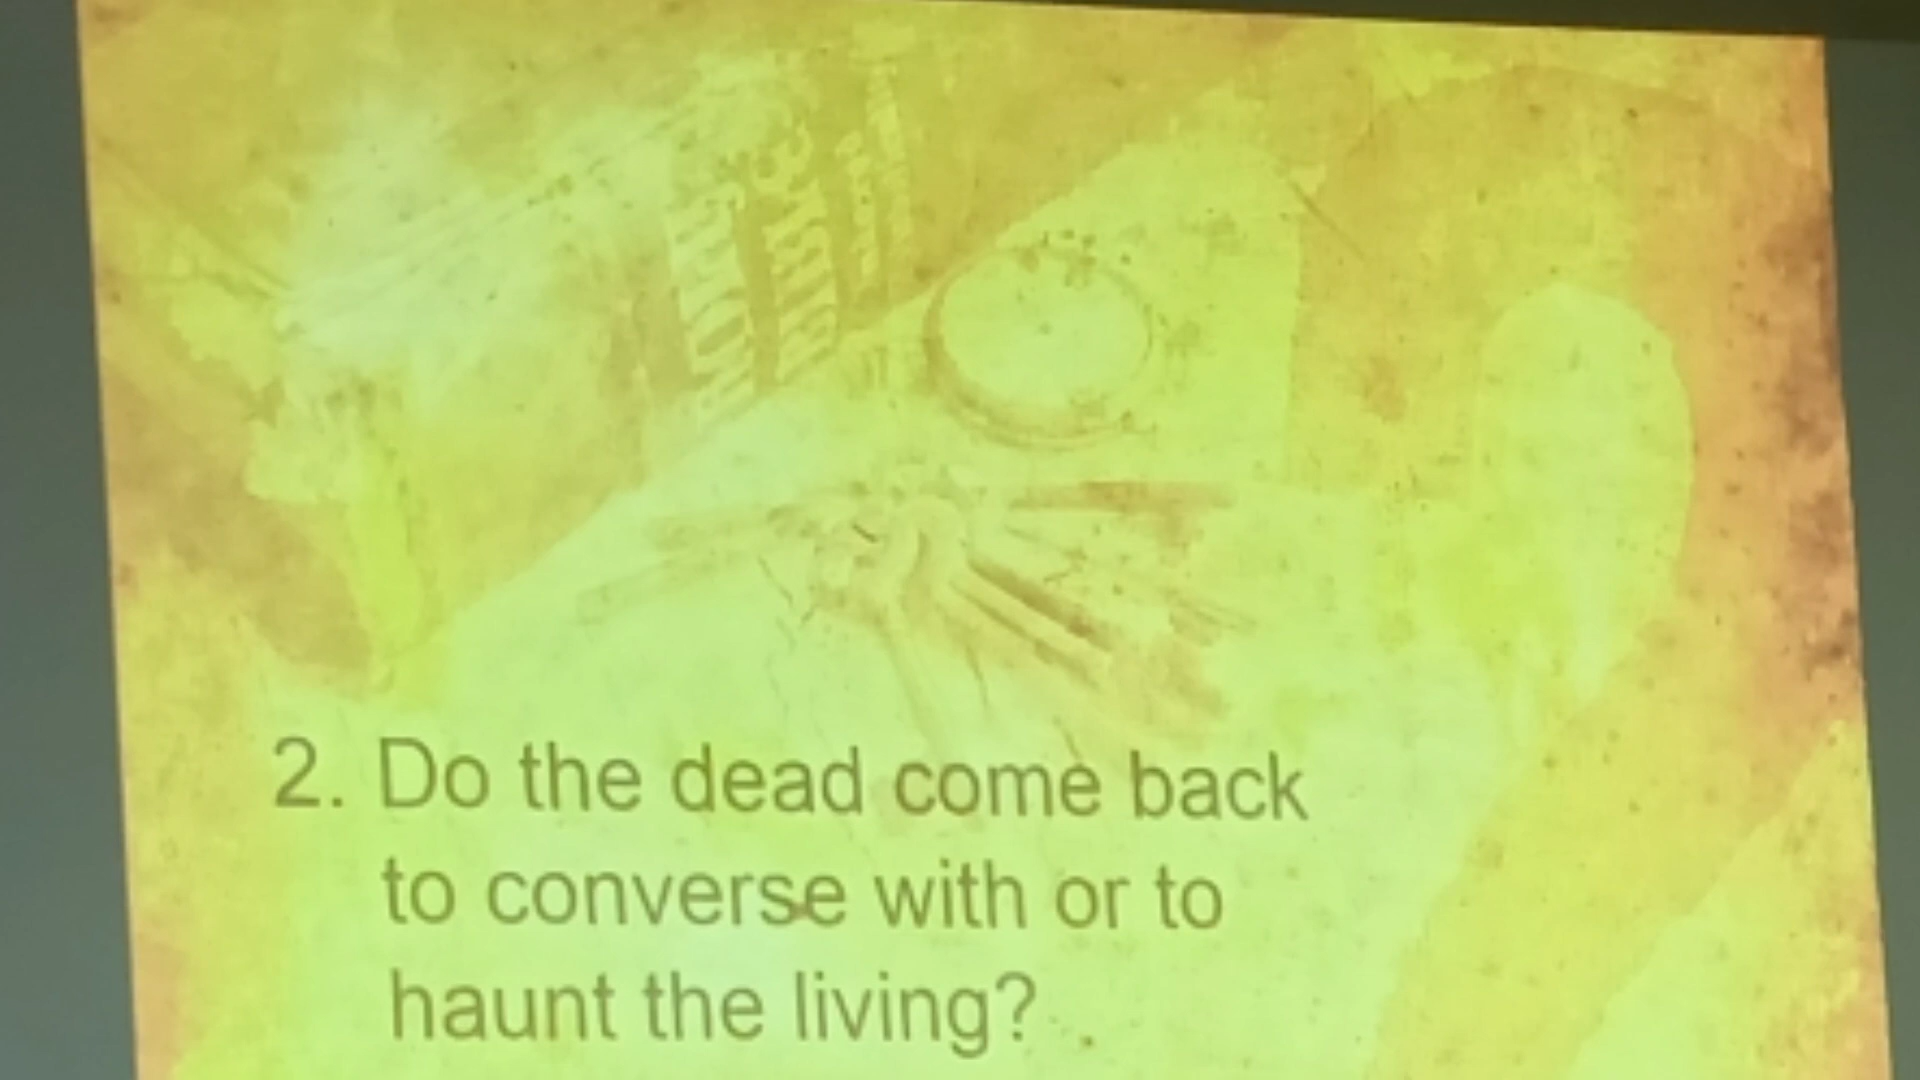 2. Do the dead come back
to converse with or to
haunt the living?